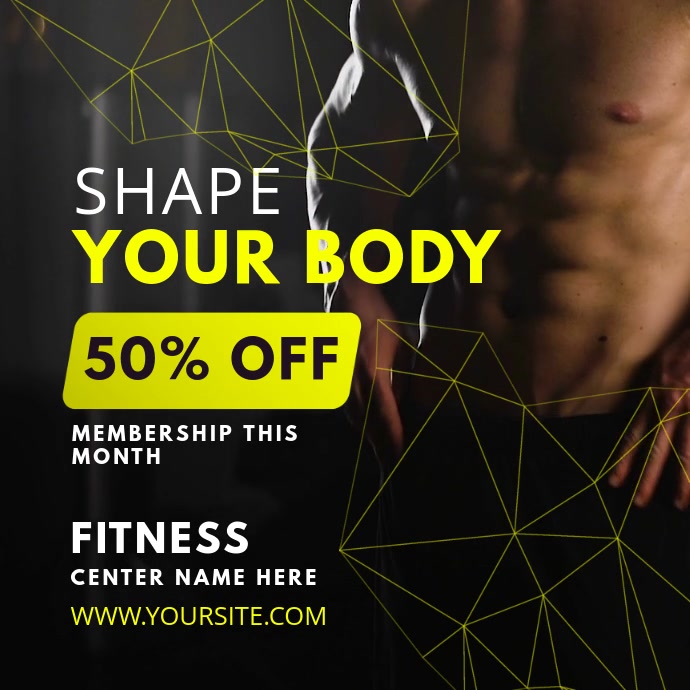 SHAPE
YOUR BODY
50% OFF
MEMBERSHIP THIS
MONTH
FITNESS
CENTER NAME HERE
WWW.YOURSITE.COM